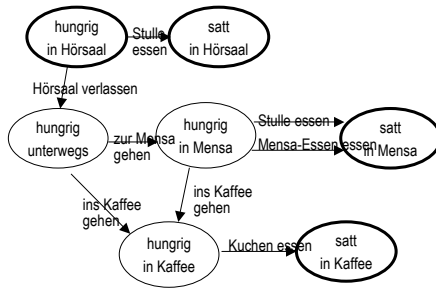 hungrig
in Hörsaal
Stulle
essen
satt
in Hörsaal
Hörsaal verlassen
hungrig
unterwegs
zur Mensa
gehen
hungrig
in Mensa
Stulle essen
Mensa-Essen essen
satt
in Mensa
ins Kaffee
gehen
ins Kaffee
gehen
hungrig
in Kaffee
Kuchen essen
satt
in Kaffee